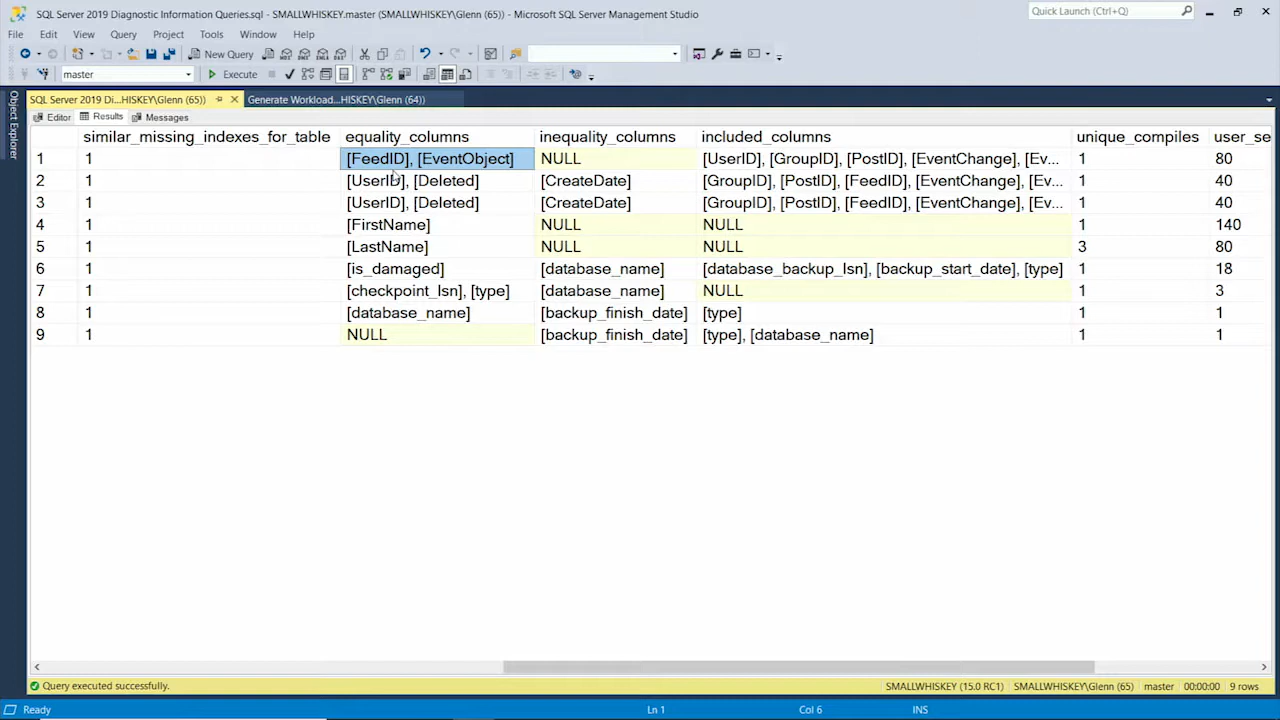 SQL Server 2019 Diagnostic Information Queries.sql - SMALLWHISKEY.master (SMALLWHISKEY\Glenn (65)) - Microsoft SQL Server Management Studio
Quick Launch (Ctrl+Q)
File Edit View Query Project Tools Window Help
New Query
master Execute
SQL Server 2019 Di...HISKEY\Glenn (65)) Generate Workload...HISKEY\Glenn (64))
Object Explorer
Editor Results Messages
similar_missing_indexes_for_table equality_columns inequality_columns included_columns unique_compiles user_se
1 1 [FeedID], [EventObject] NULL [UserID], [GroupID], [PostID], [EventChange], [Ev... 1 80
2 1 [UserID], [Deleted] [CreateDate] [GroupID], [PostID], [FeedID], [EventChange], [Ev... 1 40
3 1 [UserID], [Deleted] [CreateDate] [GroupID], [PostID], [FeedID], [EventChange], [Ev... 1 40
4 1 [FirstName] NULL NULL 1 140
5 1 [LastName] NULL NULL 3 80
6 1 [is_damaged] [database_name] [database_backup_lsn], [backup_start_date], [type] 1 18
7 1 [checkpoint_lsn], [type] [database_name] NULL 1 3
8 1 [database_name] [backup_finish_date] [type] 1 1
9 1 NULL [backup_finish_date] [type], [database_name] 1 1
Query executed successfully. SMALLWHISKEY (15.0 RC1) SMALLWHISKEY\Glenn (65) master 00:00:00 9 rows
Ready Ln 1 Col 6 INS